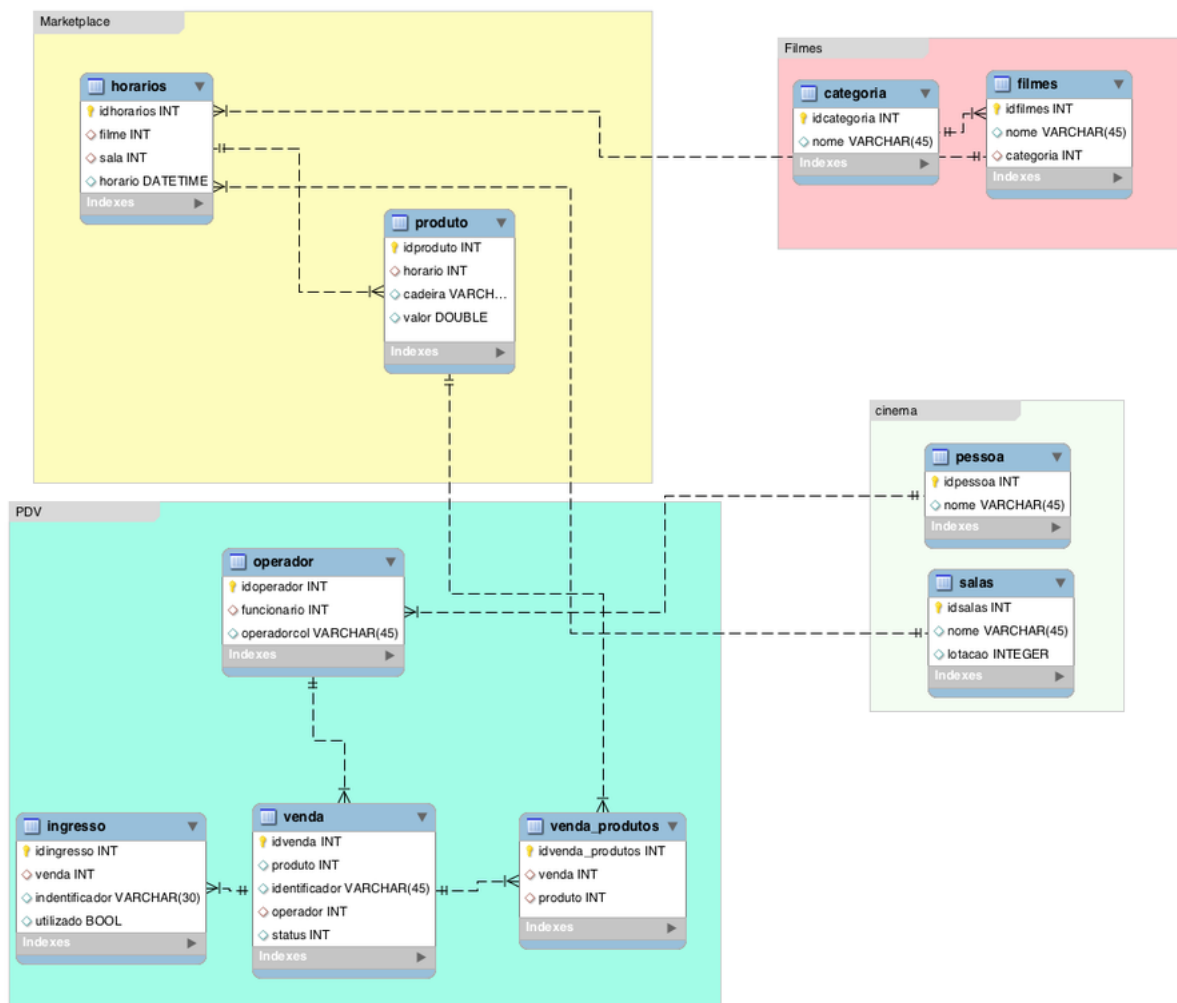 Marketplace
horarios
idhorarios INT
filme INT
sala INT
horario DATETIME
Indexes
produto
idproduto INT
horario INT
cadeira VARCH...
valor DOUBLE
Indexes
Filmes
categoria
idcategoria INT
nome VARCHAR(45)
Indexes
filmes
idfilmes INT
nome VARCHAR(45)
categoria INT
Indexes
cinema
pessoa
idpessoa INT
nome VARCHAR(45)
Indexes
salas
idsalas INT
nome VARCHAR(45)
lotacao INTEGER
Indexes
PDV
operador
idoperador INT
funcionario INT
operadorcol VARCHAR(45)
Indexes
ingresso
idingresso INT
venda INT
indentificador VARCHAR(30)
utilizado BOOL
Indexes
venda
idvenda INT
produto INT
identificador VARCHAR(45)
operador INT
status INT
Indexes
venda_produtos
idvenda_produtos INT
venda INT
produto INT
Indexes